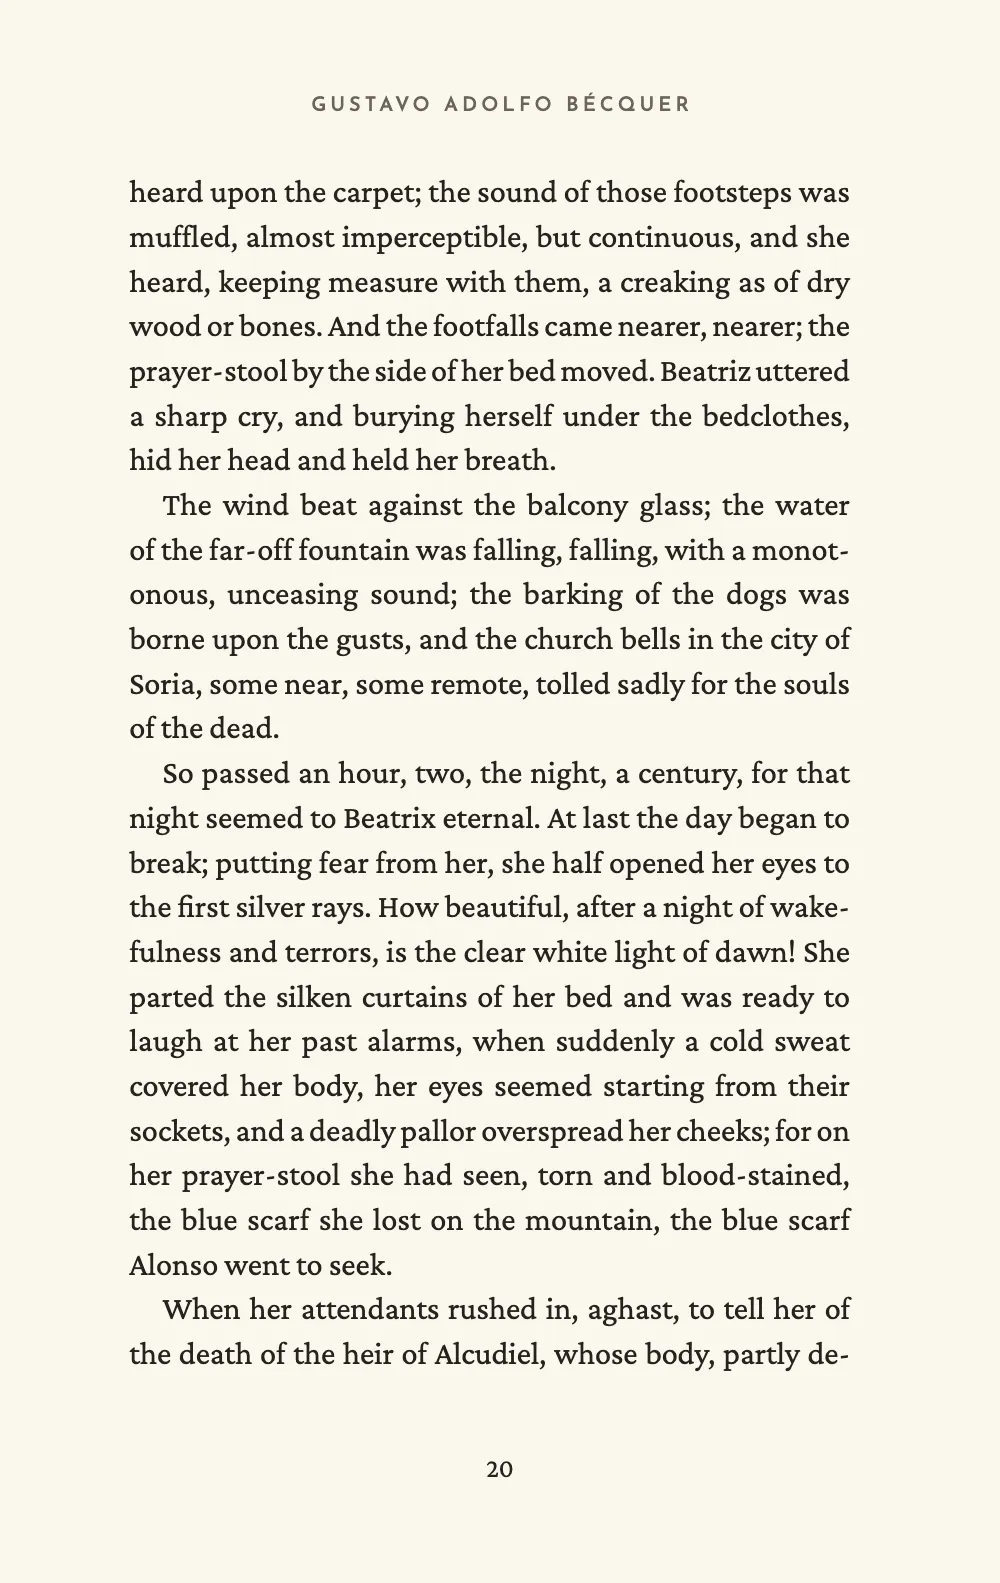 GUSTAVO ADOLFO BÉCQUER
heard upon the carpet; the sound of those footsteps was
muffled, almost imperceptible, but continuous, and she
heard, keeping measure with them, a creaking as of dry
wood or bones. And the footfalls came nearer, nearer; the
prayer-stool by the side of her bed moved. Beatriz uttered
a sharp cry, and burying herself under the bedclothes,
hid her head and held her breath.
The wind beat against the balcony glass; the water
of the far-off fountain was falling, falling, with a monot-
onous, unceasing sound; the barking of the dogs was
borne upon the gusts, and the church bells in the city of
Soria, some near, some remote, tolled sadly for the souls
of the dead.
So passed an hour, two, the night, a century, for that
night seemed to Beatrix eternal. At last the day began to
break; putting fear from her, she half opened her eyes to
the first silver rays. How beautiful, after a night of wake-
fulness and terrors, is the clear white light of dawn! She
parted the silken curtains of her bed and was ready to
laugh at her past alarms, when suddenly a cold sweat
covered her body, her eyes seemed starting from their
sockets, and a deadly pallor overspread her cheeks; for on
her prayer-stool she had seen, torn and blood-stained,
the blue scarf she lost on the mountain, the blue scarf
Alonso went to seek.
When her attendants rushed in, aghast, to tell her of
the death of the heir of Alcudiel, whose body, partly de-
20